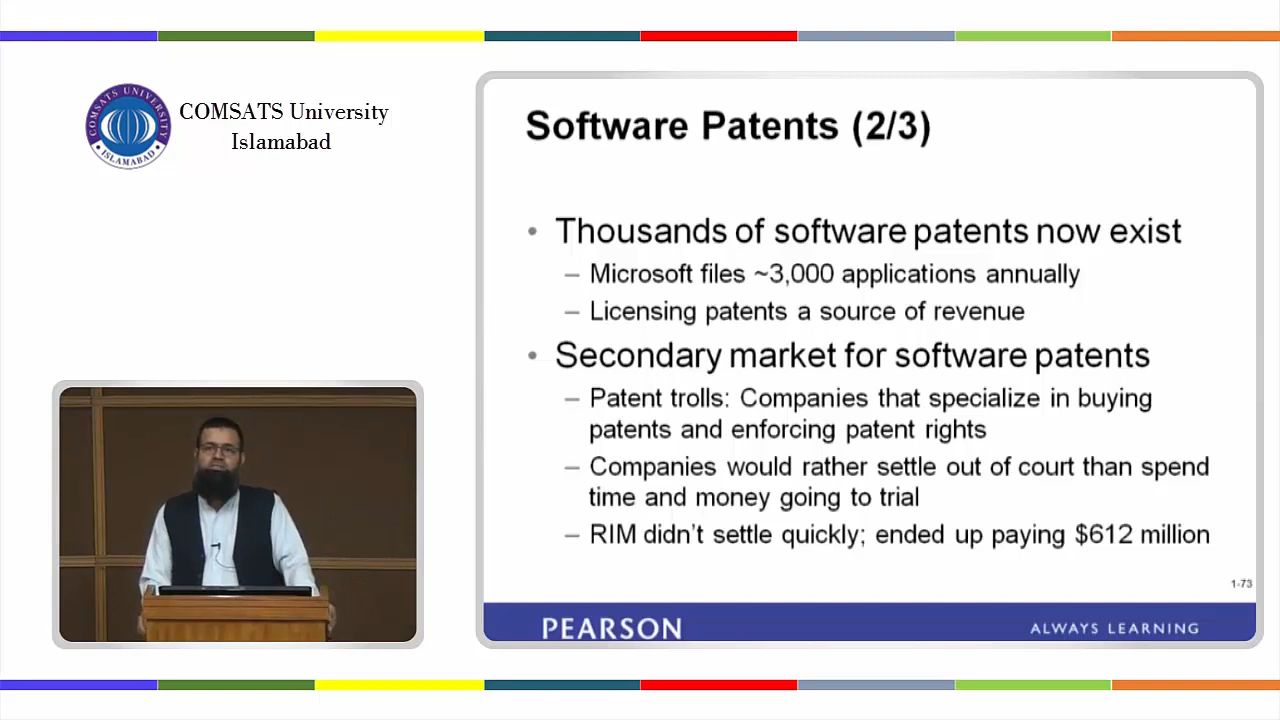 COMSATS UNIVERSITY
ISLAMABAD
COMSATS University
Islamabad
Software Patents (2/3)
• Thousands of software patents now exist
– Microsoft files ~3,000 applications annually
– Licensing patents a source of revenue
• Secondary market for software patents
– Patent trolls: Companies that specialize in buying
patents and enforcing patent rights
– Companies would rather settle out of court than spend
time and money going to trial
– RIM didn't settle quickly; ended up paying $612 million
1-73
PEARSON
ALWAYS LEARNING